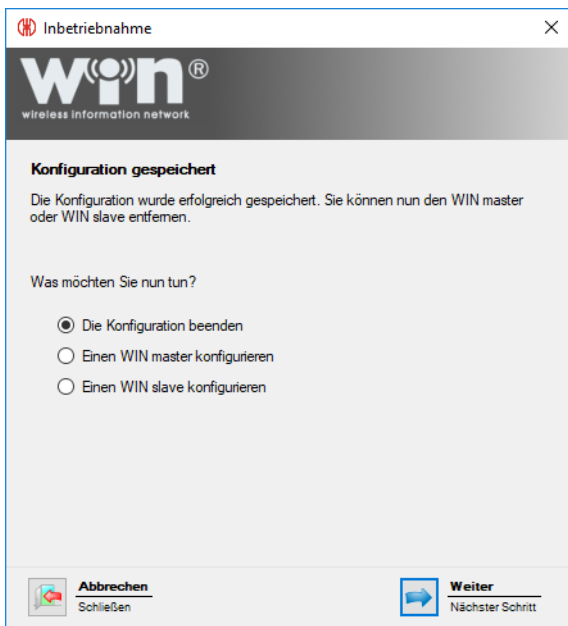 Inbetriebnahme
win®
wireless information network
Konfiguration gespeichert
Die Konfiguration wurde erfolgreich gespeichert. Sie können nun den WIN master
oder WIN slave entfernen.
Was möchten Sie nun tun?
Die Konfiguration beenden
Einen WIN master konfigurieren
Einen WIN slave konfigurieren
Abbrechen
Schließen
Weiter
Nächster Schritt